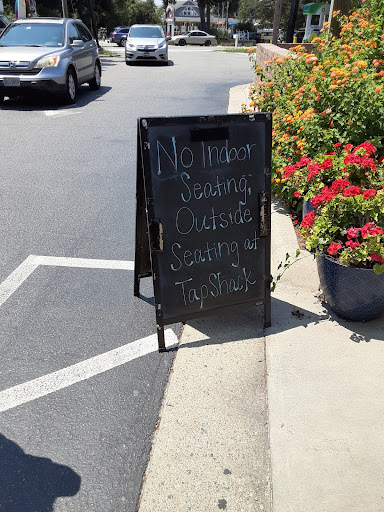 No Indoor
Seating;
Outside
Seating at
TapShack